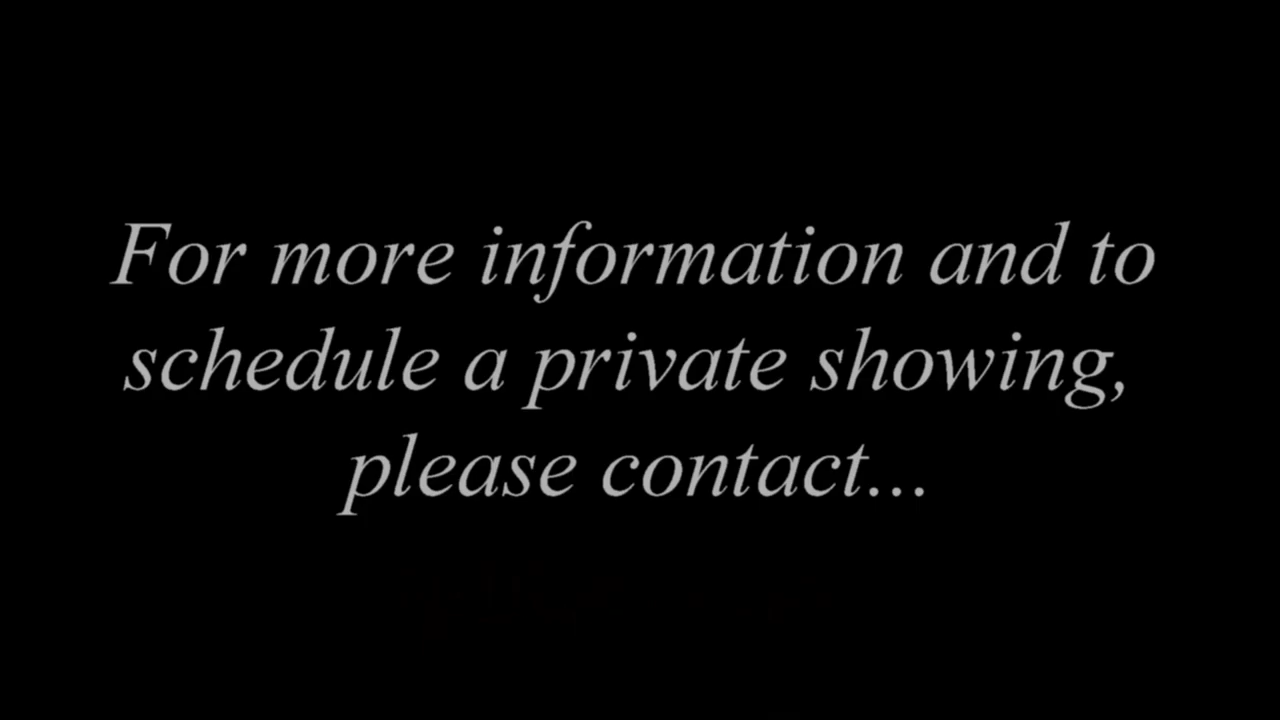 For more information and to
schedule a private showing,
please contact...